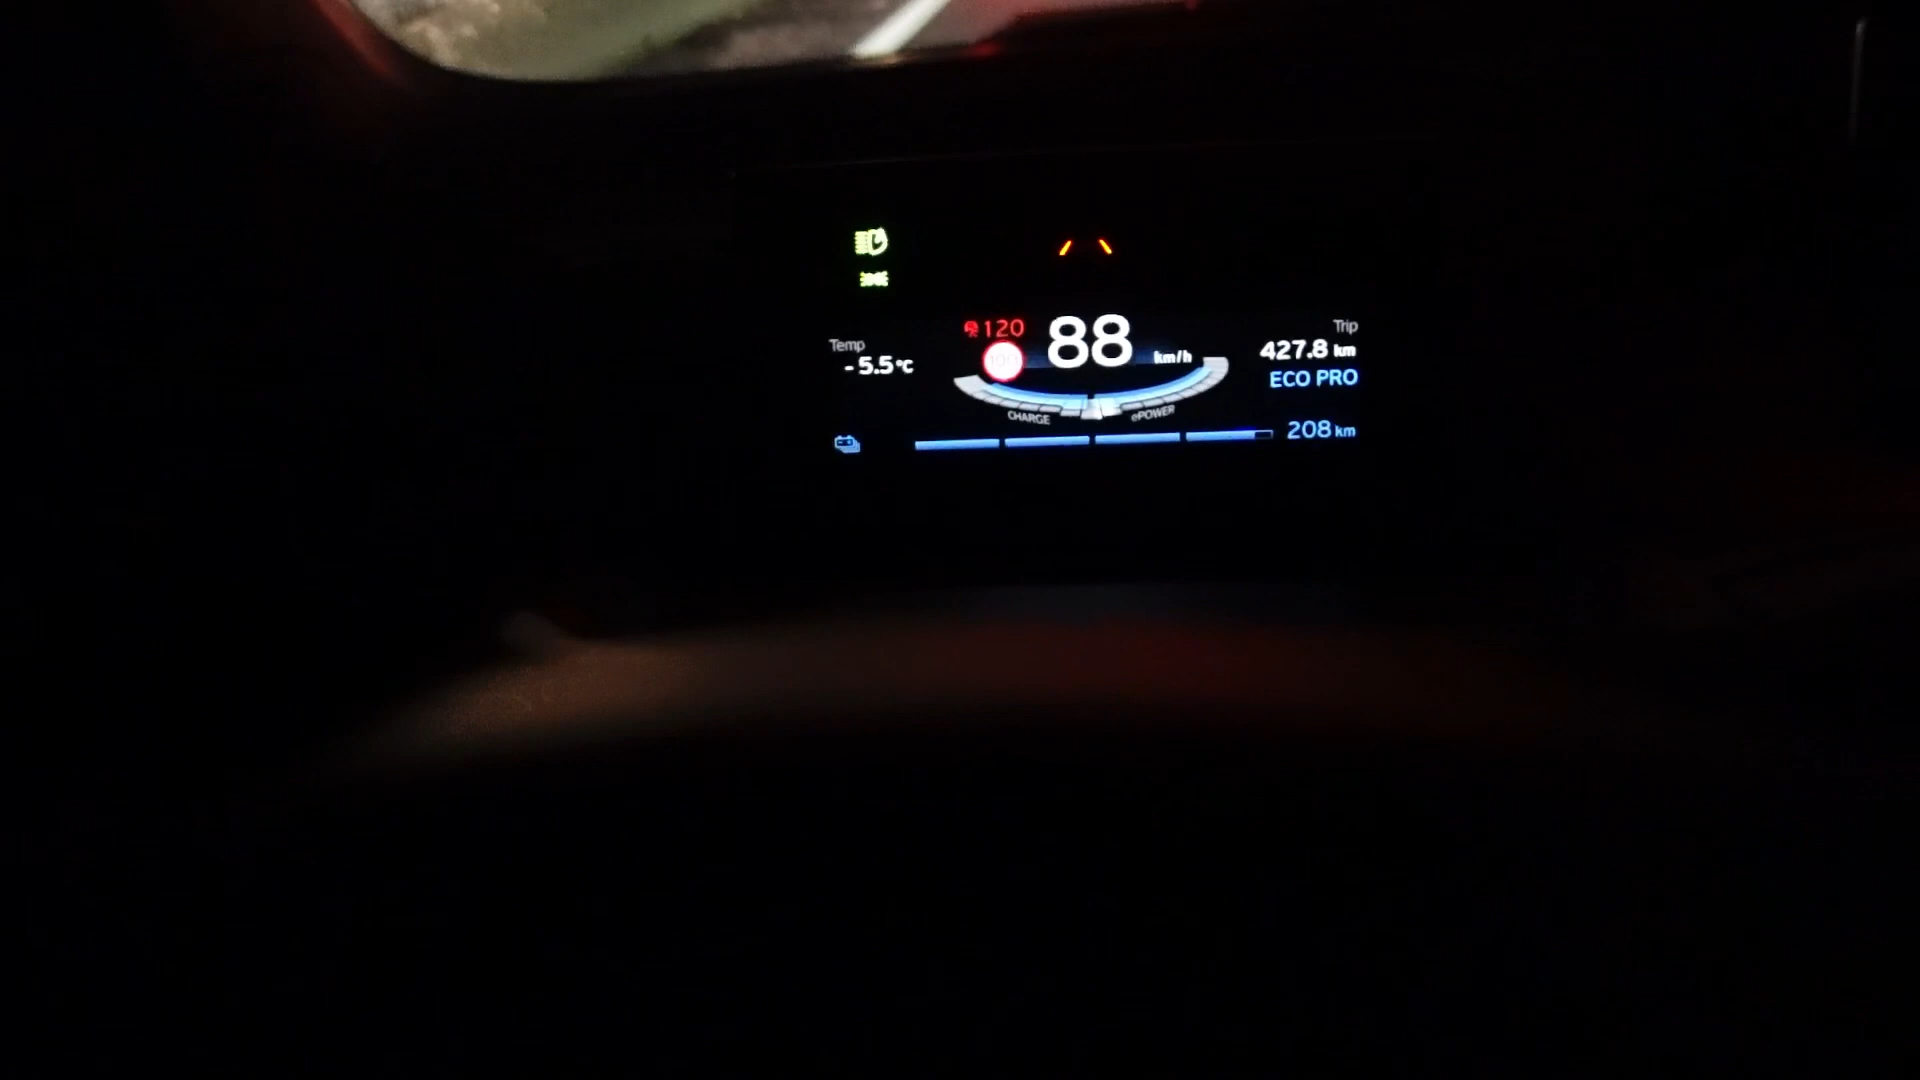 120
88 km/h
Temp
-5.5°C
Trip
427.8 km
ECO PRO
CHARGE
ePOWER
208 km